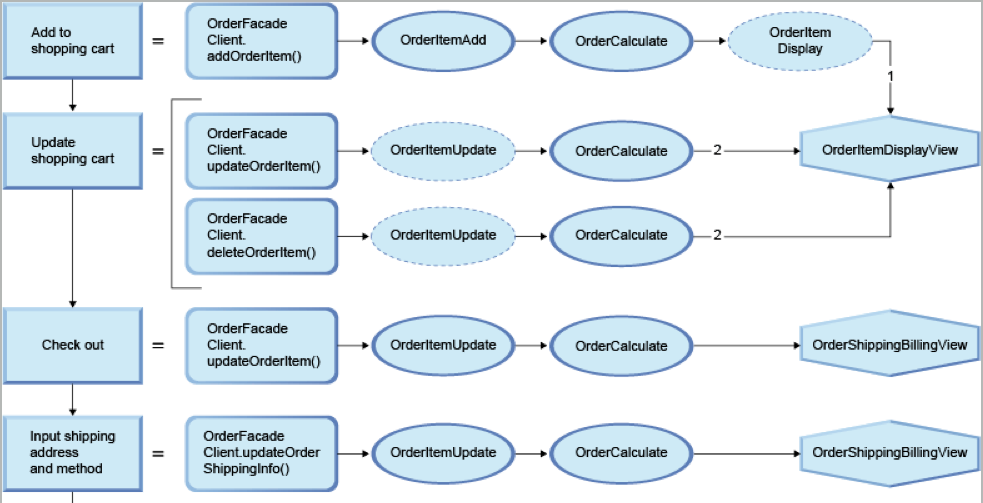 Add to
shopping cart
=
OrderFacade
Client.
addOrderItem()
OrderItemAdd
OrderCalculate
OrderItem
Display
1
Update
shopping cart
=
OrderFacade
Client.
updateOrderItem()
OrderItemUpdate
OrderCalculate
2
OrderItemDisplayView
OrderFacade
Client.
deleteOrderItem()
OrderItemUpdate
OrderCalculate
2
Check out
=
OrderFacade
Client.
updateOrderItem()
OrderItemUpdate
OrderCalculate
OrderShippingBillingView
Input shipping
address
and method
=
OrderFacade
Client.updateOrder
ShippingInfo()
OrderItemUpdate
OrderCalculate
OrderShippingBillingView